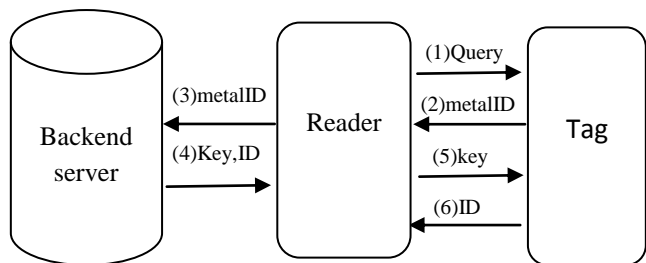 (1)Query
(3)metalID
(2)metalID
Backend
server
Reader
Tag
(4)Key,ID
(5)key
(6)ID